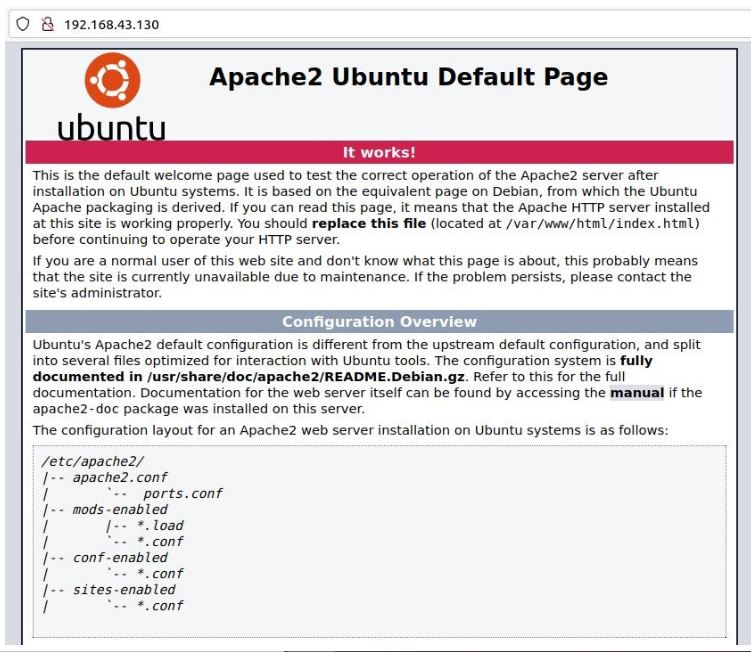 192.168.43.130
Apache2 Ubuntu Default Page
ubuntu
It works!
This is the default welcome page used to test the correct operation of the Apache2 server after
installation on Ubuntu systems. It is based on the equivalent page on Debian, from which the Ubuntu
Apache packaging is derived. If you can read this page, it means that the Apache HTTP server installed
at this site is working properly. You should replace this file (located at /var/www/html/index.html)
before continuing to operate your HTTP server.
If you are a normal user of this web site and don't know what this page is about, this probably means
that the site is currently unavailable due to maintenance. If the problem persists, please contact the
site's administrator.
Configuration Overview
Ubuntu's Apache2 default configuration is different from the upstream default configuration, and split
into several files optimized for interaction with Ubuntu tools. The configuration system is fully
documented in /usr/share/doc/apache2/README.Debian.gz. Refer to this for the full
documentation. Documentation for the web server itself can be found by accessing the manual if the
apache2-doc package was installed on this server.
The configuration layout for an Apache2 web server installation on Ubuntu systems is as follows:
/etc/apache2/
|-- apache2.conf
|       `--  ports.conf
|-- mods-enabled
|       |-- *.load
|       `-- *.conf
|-- conf-enabled
|       `-- *.conf
|-- sites-enabled
|       `-- *.conf